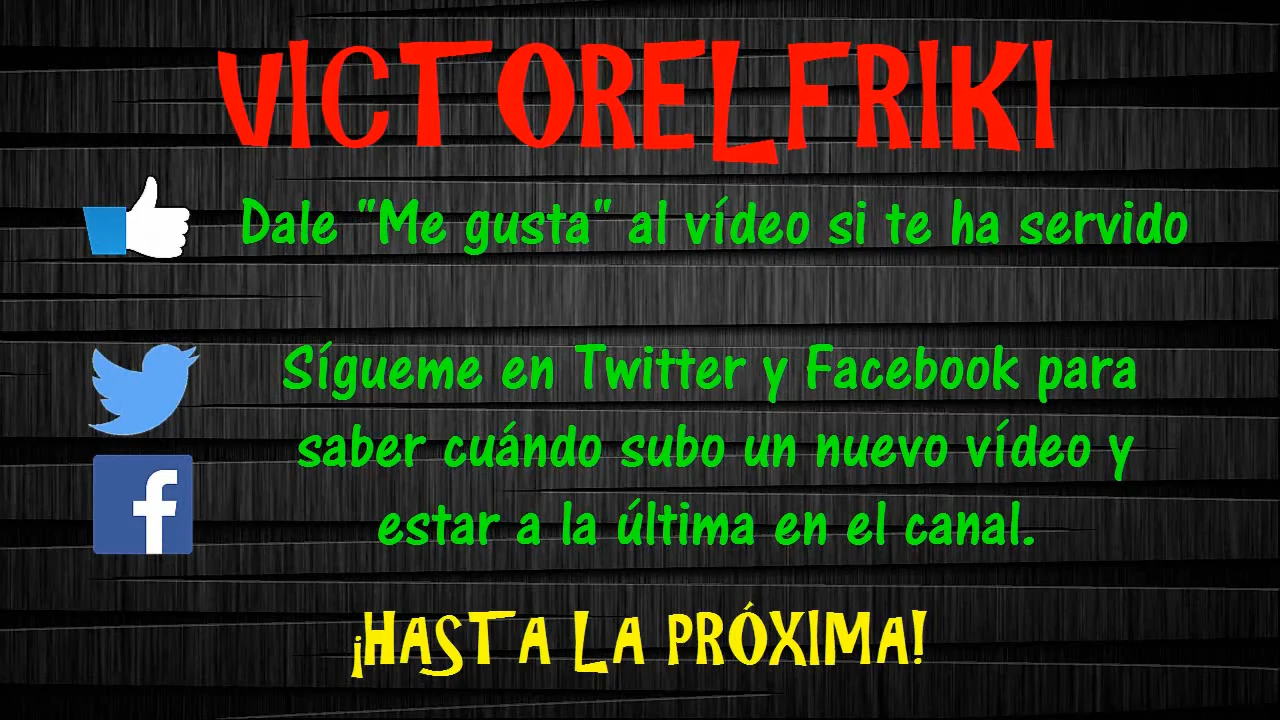 VICTORELFRIKI
Dale "Me gusta" al vídeo si te ha servido
Sígueme en Twitter y Facebook para
saber cuándo subo un nuevo vídeo y
estar a la última en el canal.
¡HASTA LA PRÓXIMA!